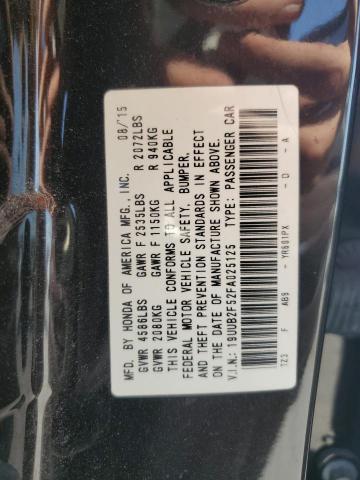 MFD. BY HONDA OF AMERICA MFG., INC. 08/15
GVWR 4586LBS GAWR F 2535LBS R 2072LBS
GVWR 2080KG GAWR F 1150KG R 940KG
THIS VEHICLE CONFORMS TO ALL APPLICABLE
FEDERAL MOTOR VEHICLE SAFETY, BUMPER,
AND THEFT PREVENTION STANDARDS IN EFFECT
ON THE DATE OF MANUFACTURE SHOWN ABOVE.
V.I.N.: 19UUB2F52FA025125 TYPE: PASSENGER CAR
TZ3 F AB9 - YR601PX - D - A